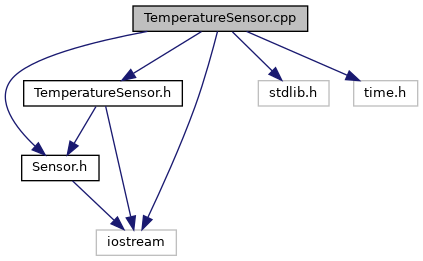 TemperatureSensor.cpp
TemperatureSensor.h
stdlib.h
time.h
Sensor.h
iostream